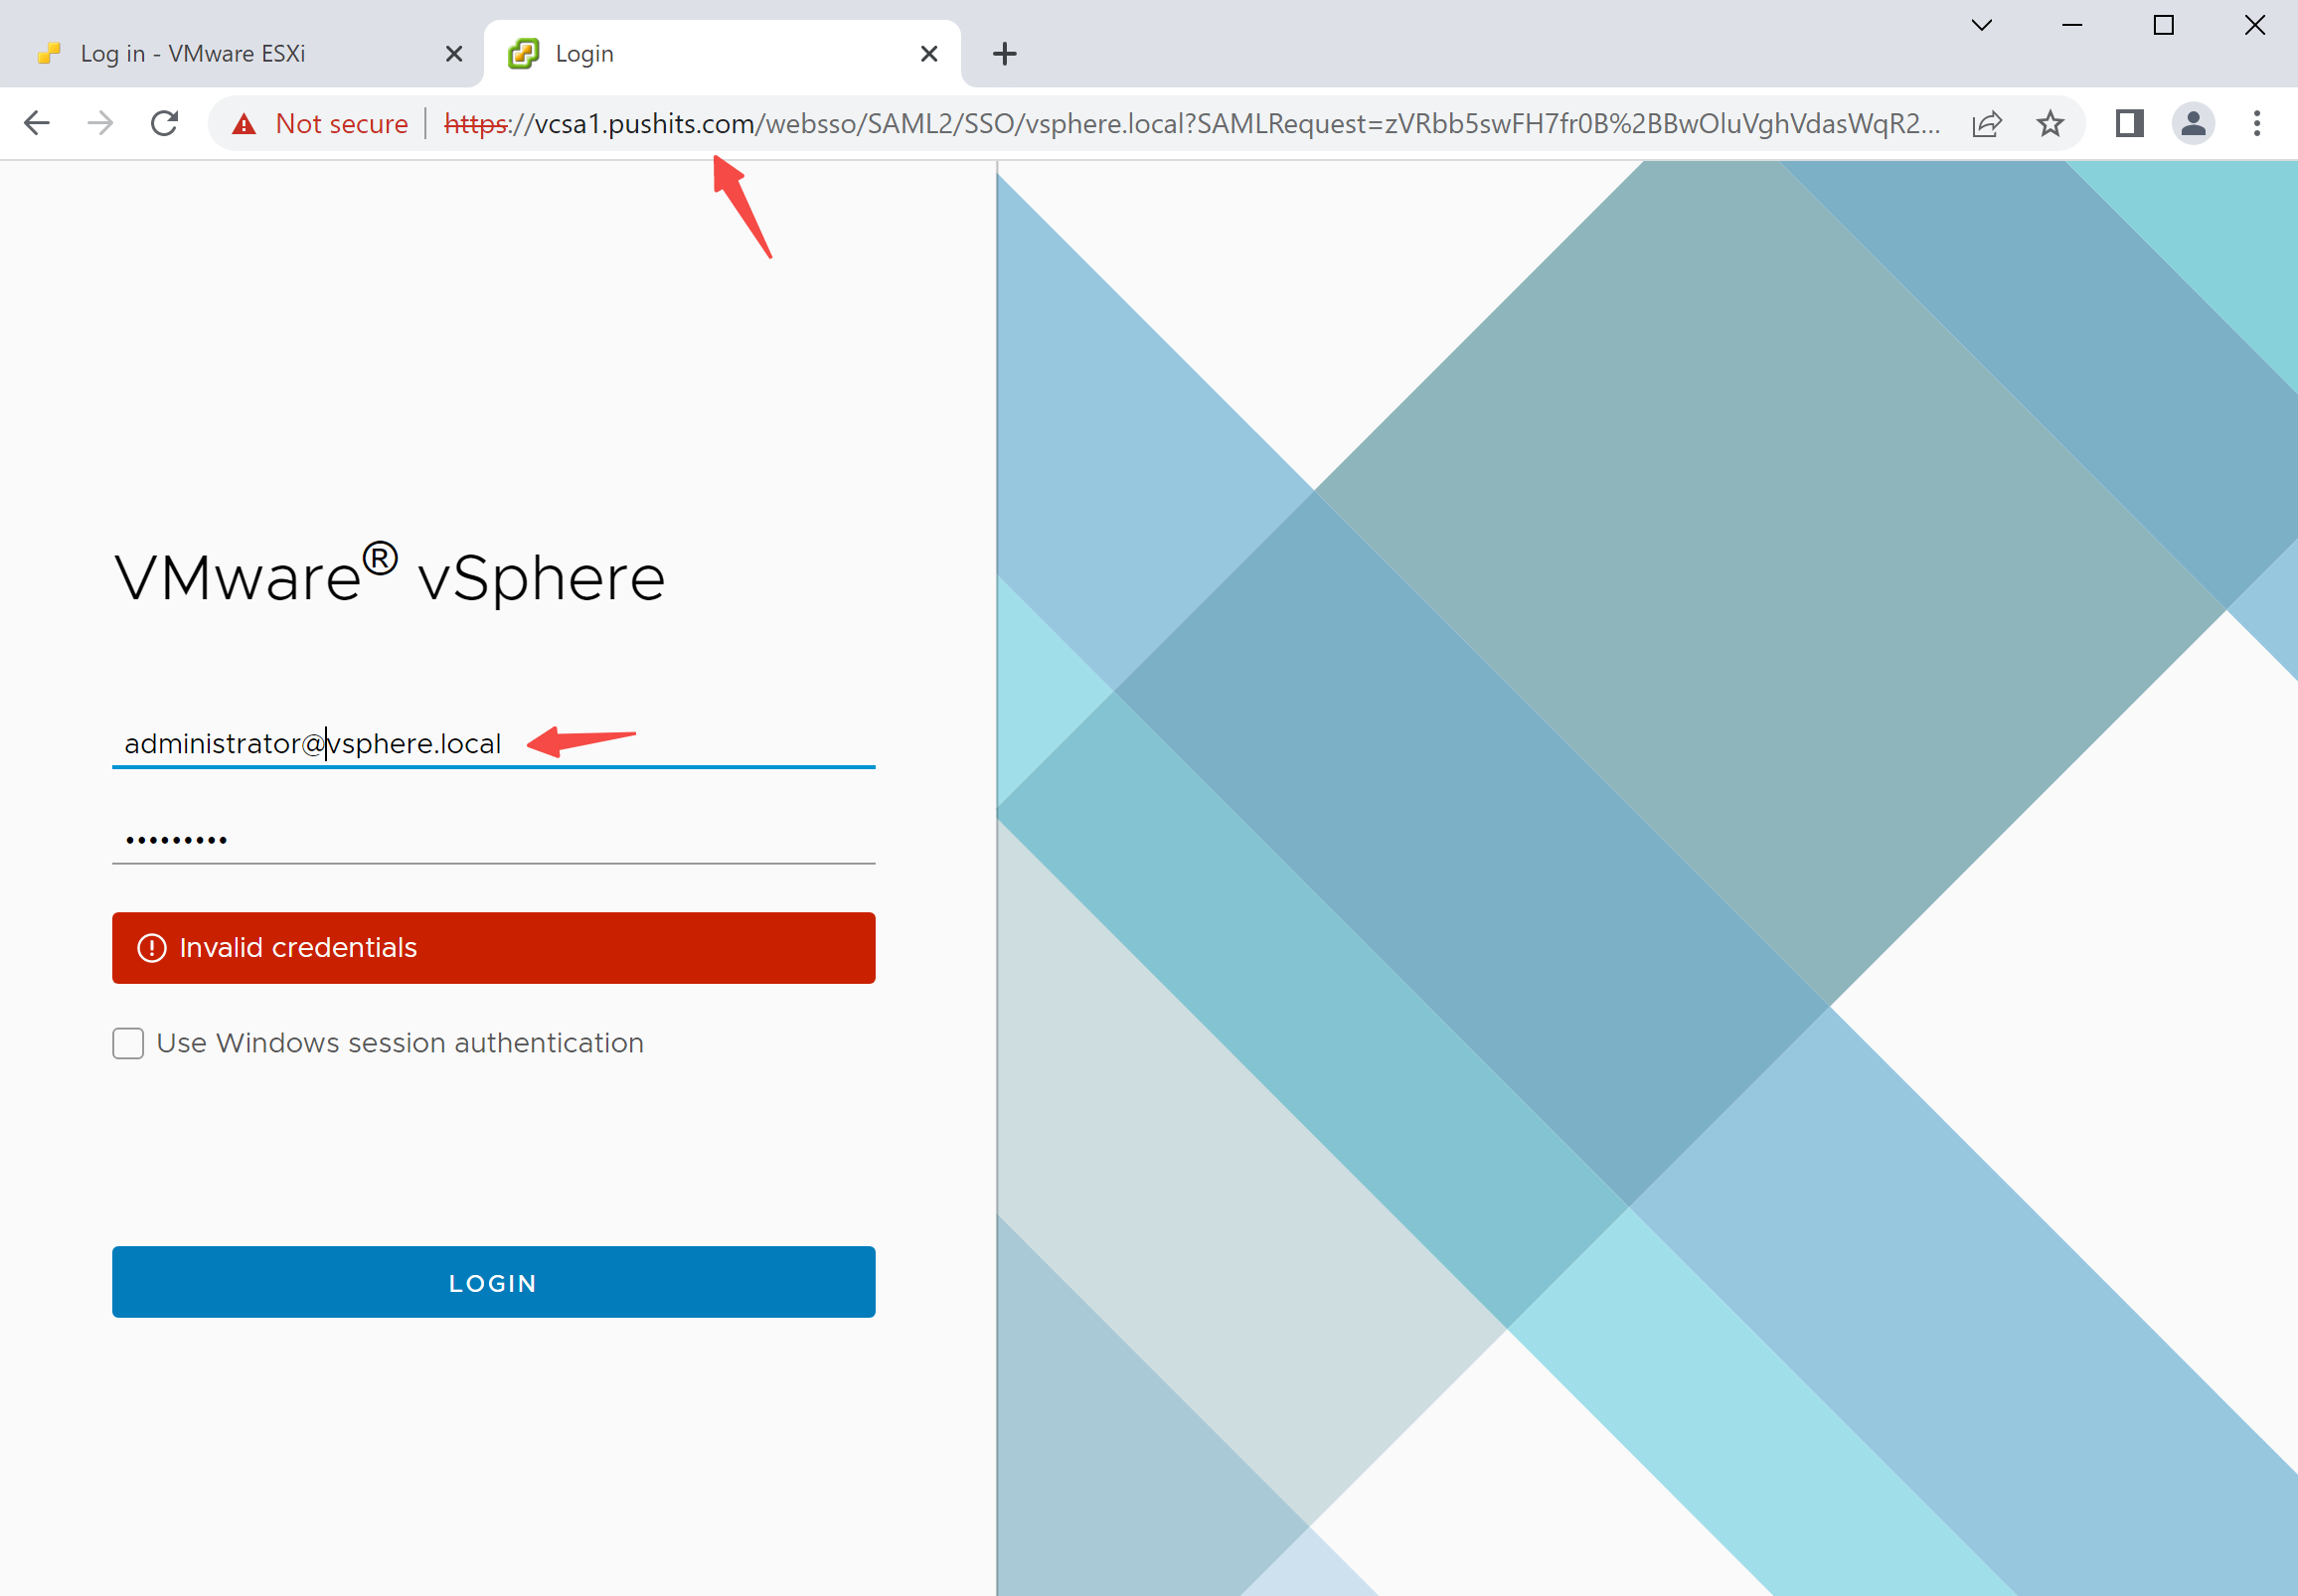 Log in - VMware ESXi
Login
Not secure
https://vcsa1.pushits.com/websso/SAML2/SSO/vsphere.local?SAMLRequest=zVRbb5swFH7fr0B%2BBwOluVghVdasWqR2...
VMware® vSphere
administrator@vsphere.local
•••••••••
Invalid credentials
Use Windows session authentication
LOGIN